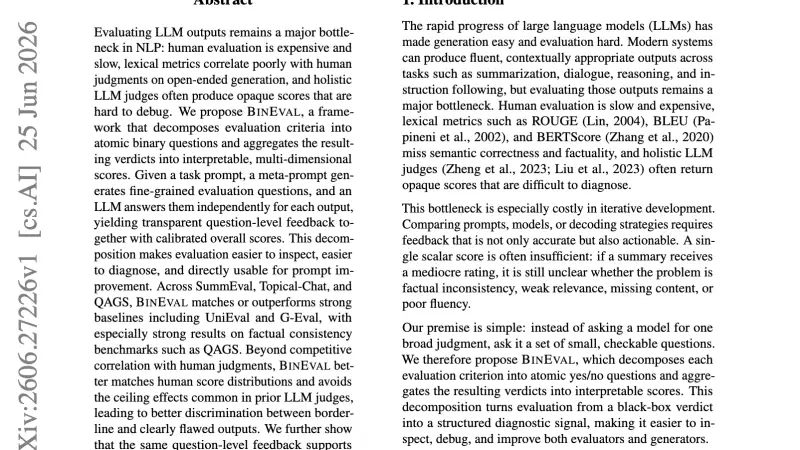 Abstract
Evaluating LLM outputs remains a major bottle-
neck in NLP: human evaluation is expensive and
slow, lexical metrics correlate poorly with human
judgments on open-ended generation, and holistic
LLM judges often produce opaque scores that are
hard to debug. We propose BINEVAL, a frame-
work that decomposes evaluation criteria into
atomic binary questions and aggregates the result-
ing verdicts into interpretable, multi-dimensional
scores. Given a task prompt, a meta-prompt gen-
erates fine-grained evaluation questions, and an
LLM answers them independently for each output,
yielding transparent question-level feedback to-
gether with calibrated overall scores. This decom-
position makes evaluation easier to inspect, easier
to diagnose, and directly usable for prompt im-
provement. Across SummEval, Topical-Chat, and
QAGS, BINEVAL matches or outperforms strong
baselines including UniEval and G-Eval, with
especially strong results on factual consistency
benchmarks such as QAGS. Beyond competitive
correlation with human judgments, BINEVAL bet-
ter matches human score distributions and avoids
the ceiling effects common in prior LLM judges,
leading to better discrimination between border-
line and clearly flawed outputs. We further show
that the same question-level feedback supports
1. Introduction
The rapid progress of large language models (LLMs) has
made generation easy and evaluation hard. Modern systems
can produce fluent, contextually appropriate outputs across
tasks such as summarization, dialogue, reasoning, and in-
struction following, but evaluating those outputs remains a
major bottleneck. Human evaluation is slow and expensive,
lexical metrics such as ROUGE (Lin, 2004), BLEU (Pa-
pineni et al., 2002), and BERTScore (Zhang et al., 2020)
miss semantic correctness and factuality, and holistic LLM
judges (Zheng et al., 2023; Liu et al., 2023) often return
opaque scores that are difficult to diagnose.
This bottleneck is especially costly in iterative development.
Comparing prompts, models, or decoding strategies requires
feedback that is not only accurate but also actionable. A sin-
gle scalar score is often insufficient: if a summary receives
a mediocre rating, it is still unclear whether the problem is
factual inconsistency, weak relevance, missing content, or
poor fluency.
Our premise is simple: instead of asking a model for one
broad judgment, ask it a set of small, checkable questions.
We therefore propose BINEVAL, which decomposes each
evaluation criterion into atomic yes/no questions and aggre-
gates the resulting verdicts into interpretable scores. This
decomposition turns evaluation from a black-box verdict
into a structured diagnostic signal, making it easier to in-
spect, debug, and improve both evaluators and generators.
Xiv:2606.27226v1 [cs.AI] 25 Jun 2026